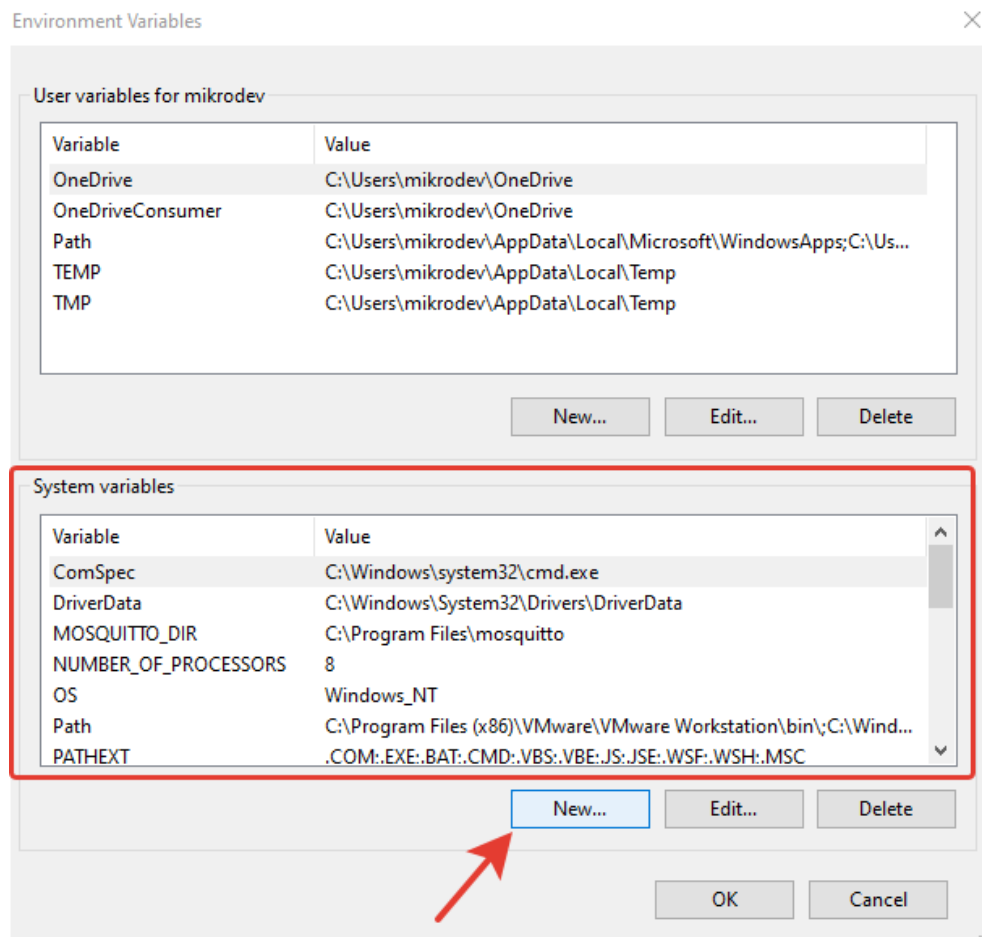 Environment Variables
User variables for mikrodev
Variable Value
OneDrive C:\Users\mikrodev\OneDrive
OneDriveConsumer C:\Users\mikrodev\OneDrive
Path C:\Users\mikrodev\AppData\Local\Microsoft\WindowsApps;C:\Us...
TEMP C:\Users\mikrodev\AppData\Local\Temp
TMP C:\Users\mikrodev\AppData\Local\Temp
New... Edit... Delete
System variables
Variable Value
ComSpec C:\Windows\system32\cmd.exe
DriverData C:\Windows\System32\Drivers\DriverData
MOSQUITTO_DIR C:\Program Files\mosquitto
NUMBER_OF_PROCESSORS 8
OS Windows_NT
Path C:\Program Files (x86)\VMware\VMware Workstation\bin\;C:\Wind...
PATHEXT .COM;.EXE;.BAT;.CMD;.VBS;.VBE;.JS;.JSE;.WSF;.WSH;.MSC
New... Edit... Delete
OK Cancel